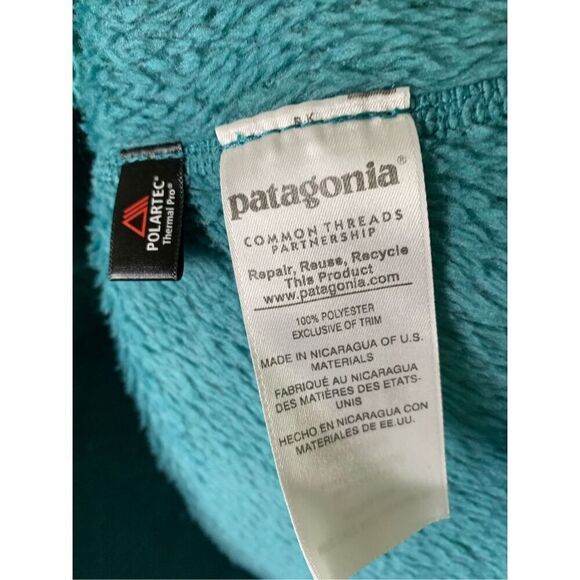 POLARTEC®
Thermal Pro®
patagonia®
COMMON THREADS
PARTNERSHIP
Repair, Reuse, Recycle
This Product
www.patagonia.com
100% POLYESTER
EXCLUSIVE OF TRIM
MADE IN NICARAGUA OF U.S.
MATERIALS
FABRIQUÉ AU NICARAGUA
DES MATIÈRES DES ETATS-
UNIS
HECHO EN NICARAGUA CON
MATERIALES DE EE.UU.